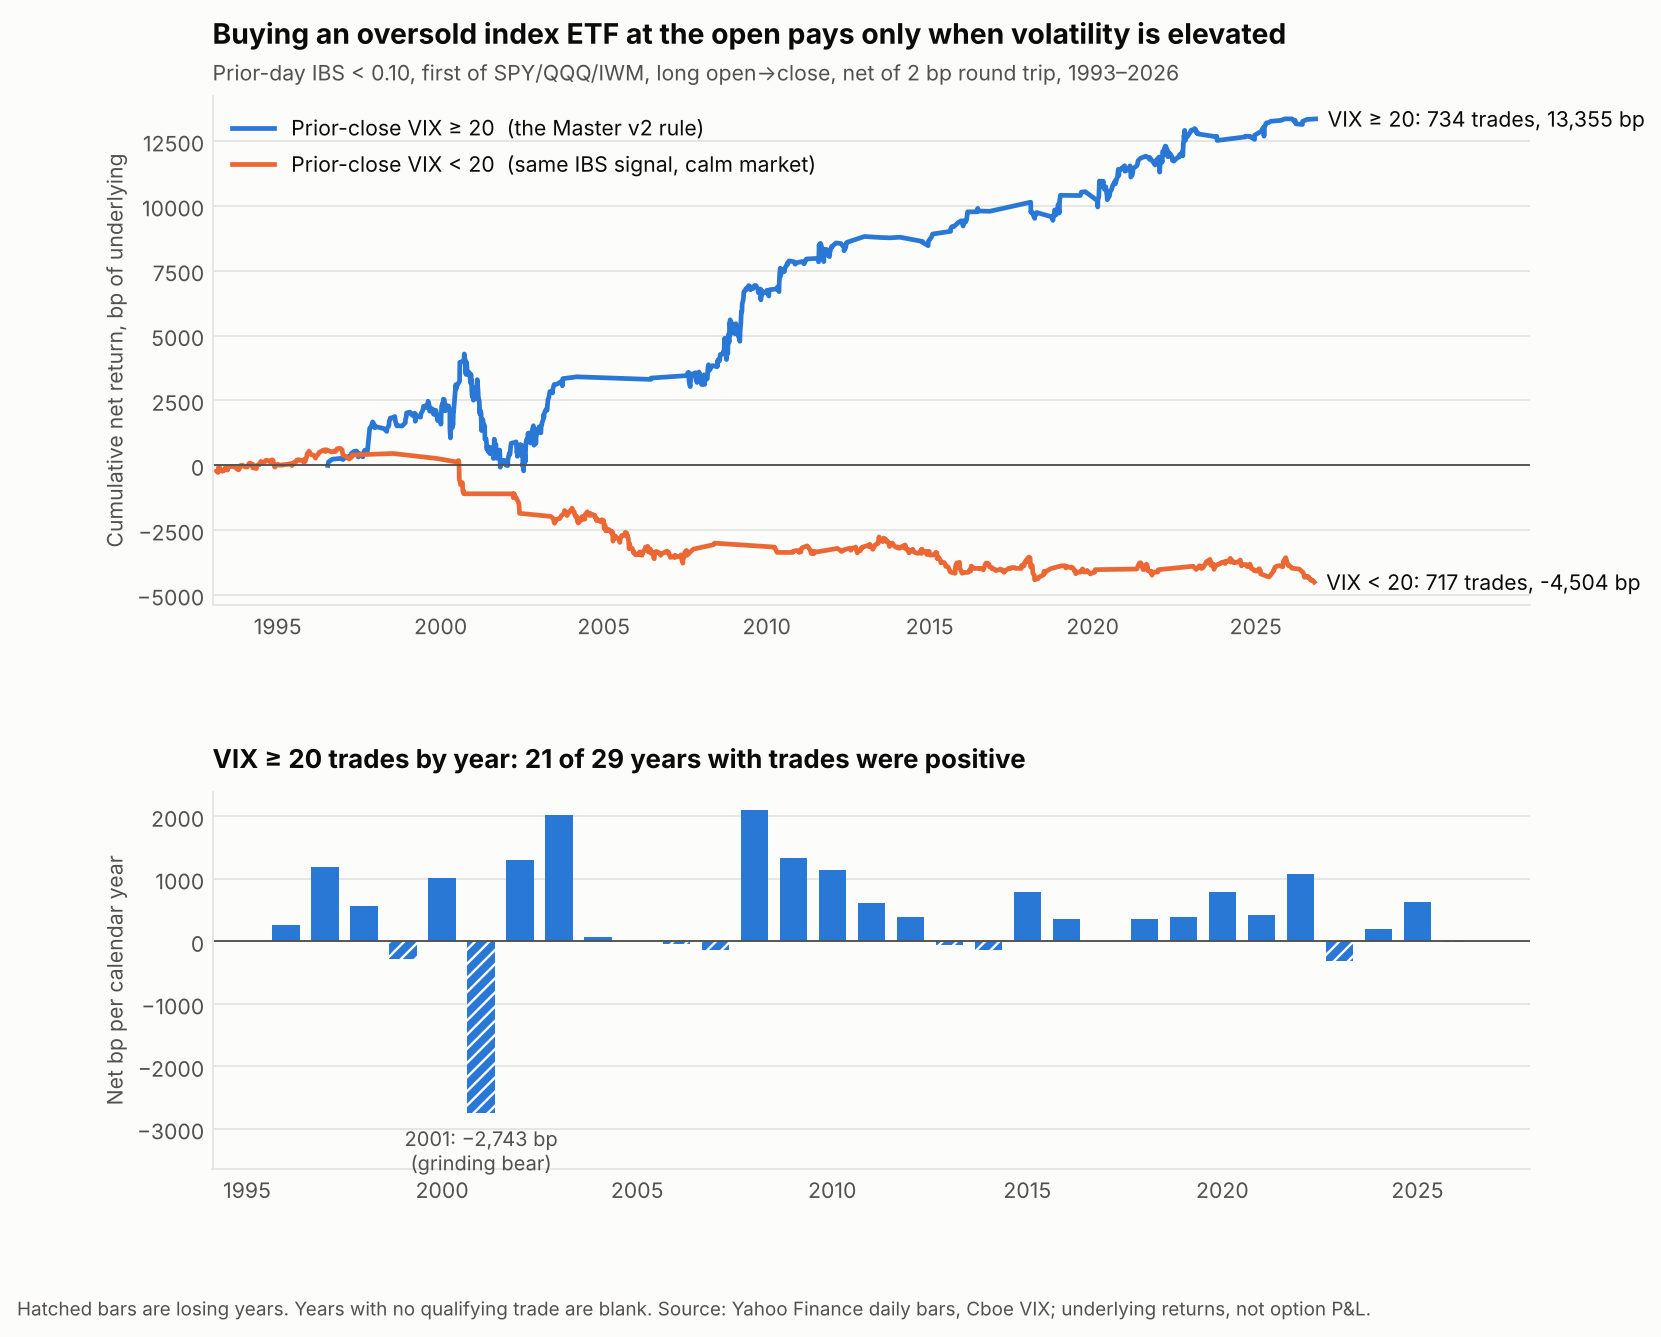 Buying an oversold index ETF at the open pays only when volatility is elevated
Prior-day IBS < 0.10, first of SPY/QQQ/IWM, long open→close, net of 2 bp round trip, 1993–2026
Cumulative net return, bp of underlying
12500
10000
7500
5000
2500
0
−2500
−5000
Prior-close VIX ≥ 20 (the Master v2 rule)
Prior-close VIX < 20 (same IBS signal, calm market)
VIX ≥ 20: 734 trades, 13,355 bp
VIX < 20: 717 trades, -4,504 bp
1995 2000 2005 2010 2015 2020 2025
VIX ≥ 20 trades by year: 21 of 29 years with trades were positive
Net bp per calendar year
2000
1000
0
−1000
−2000
−3000
2001: −2,743 bp
(grinding bear)
1995 2000 2005 2010 2015 2020 2025
Hatched bars are losing years. Years with no qualifying trade are blank. Source: Yahoo Finance daily bars, Cboe VIX; underlying returns, not option P&L.